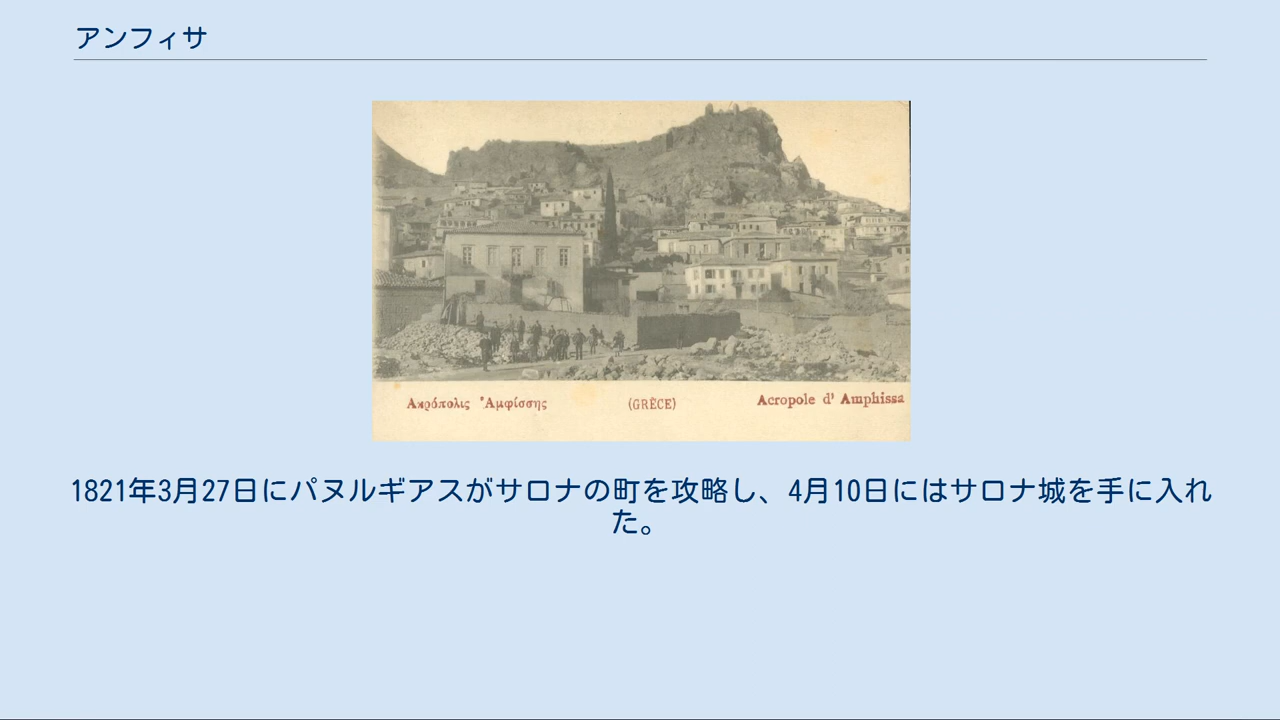 アンフィサ
Ακρόπολις Ἀμφίσσης (GRÈCE) Acropole d' Amphissa
1821年3月27日にパヌルギアスがサロナの町を攻略し、4月10日にはサロナ城を手に入れ
た。